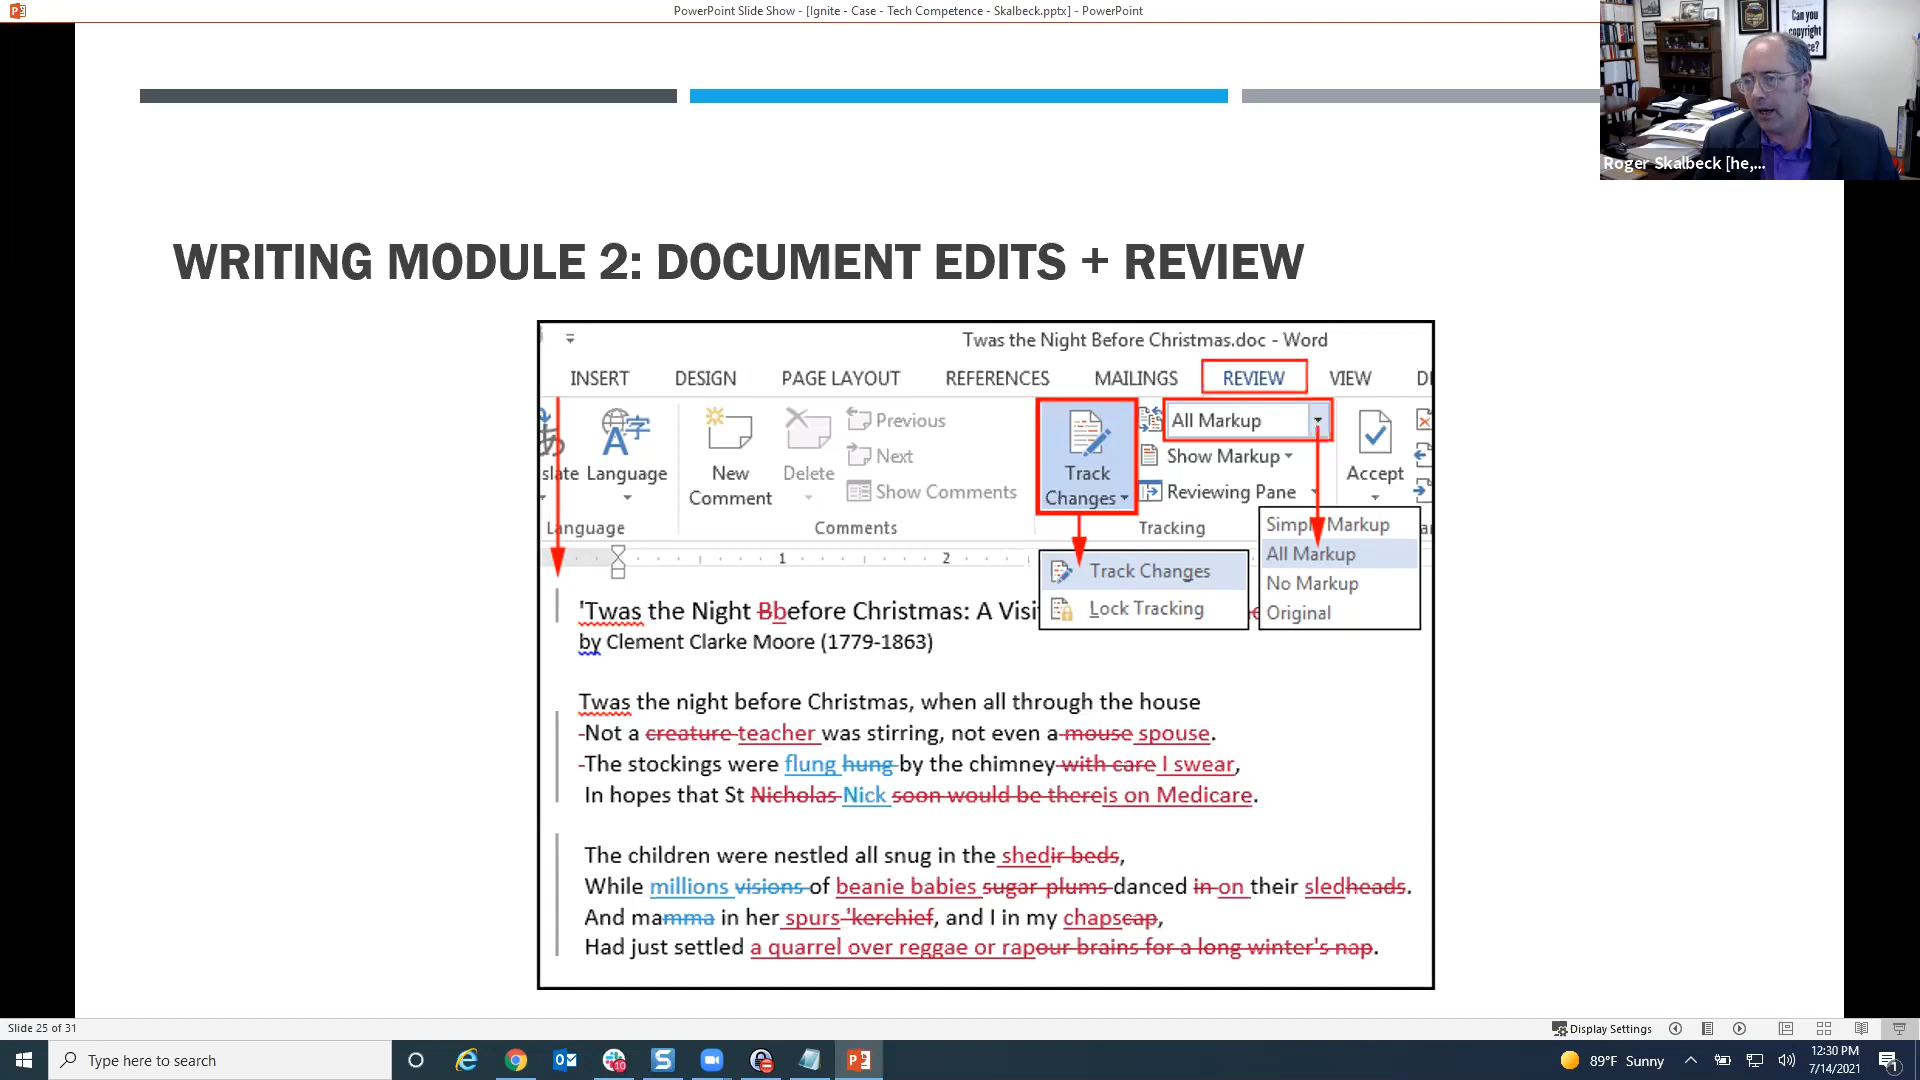 PowerPoint Slide Show - [Ignite - Case - Tech Competence - Skalbeck.pptx] - PowerPoint
Can you
copyright
Roger Skalbeck [he,...
WRITING MODULE 2: DOCUMENT EDITS + REVIEW
Twas the Night Before Christmas.doc - Word
INSERT DESIGN PAGE LAYOUT REFERENCES MAILINGS REVIEW VIEW
Language
New
Comment
Delete
Previous
Next
Show Comments
Track
Changes
All Markup
Show Markup
Reviewing Pane
Accept
Language Comments Tracking
1 2
Simple Markup
All Markup
No Markup
Original
Track Changes
Lock Tracking
'Twas the Night Bbefore Christmas: A Visi
by Clement Clarke Moore (1779-1863)
Twas the night before Christmas, when all through the house
-Not a creature teacher was stirring, not even a mouse spouse.
-The stockings were flung hung by the chimney with care I swear,
In hopes that St Nicholas Nick soon would be thereis on Medicare.
The children were nestled all snug in the shedir beds,
While millions visions of beanie babies sugar plums danced in on their sledheads.
And mamma in her spurs 'kerchief, and I in my chapscap,
Had just settled a quarrel over reggae or rapour brains for a long winter's nap.
Slide 25 of 31
Display Settings
Type here to search
10
89°F Sunny
12:30 PM
7/14/2021
1